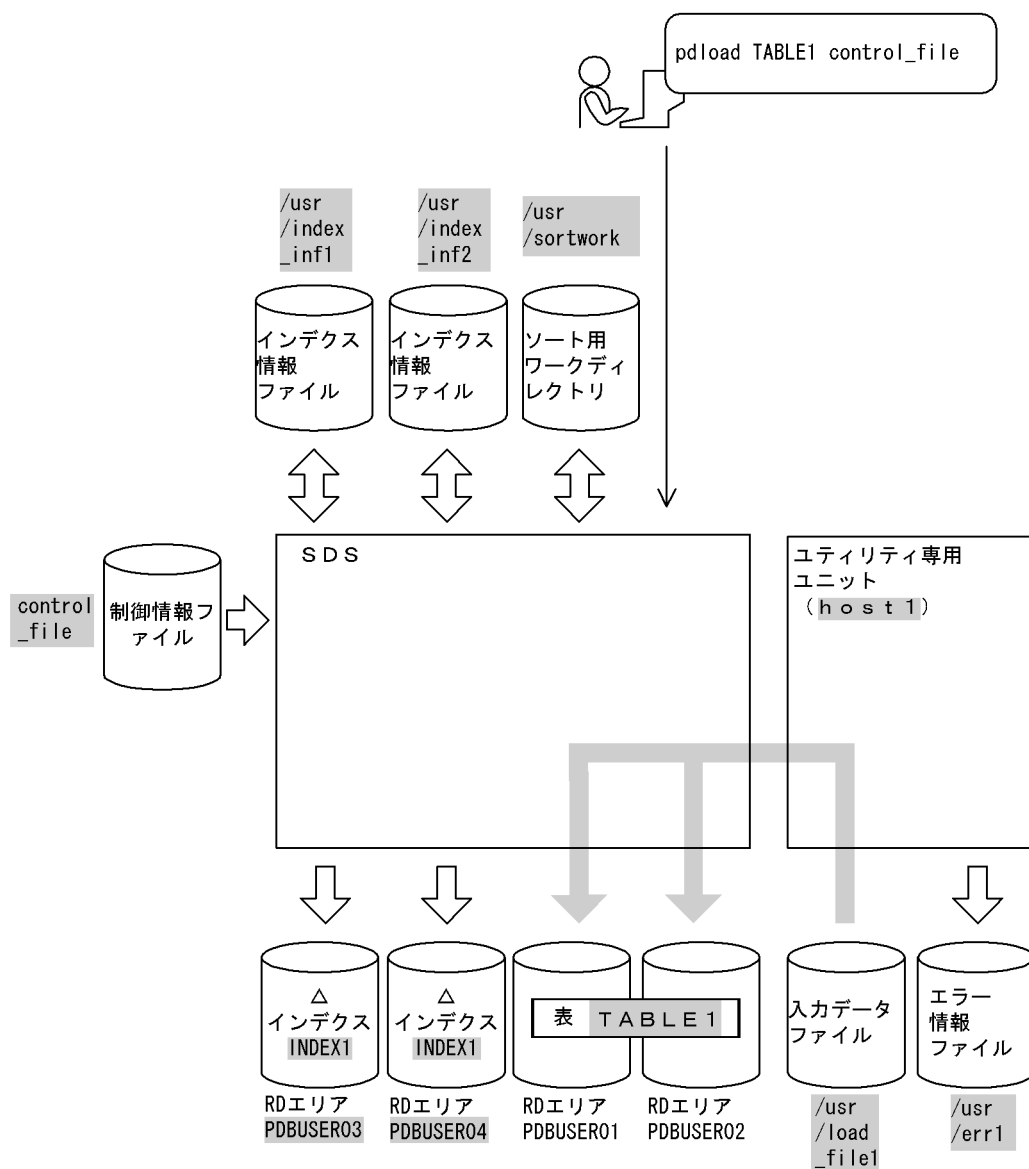 pdload TABLE1 control_file
/usr
/index
_inf1
/usr
/index
_inf2
/usr
/sortwork
インデクス
情報
ファイル
インデクス
情報
ファイル
ソート用
ワークディ
レクトリ
control
_file
制御情報フ
ァイル
ＳＤＳ
ユティリティ専用
ユニット
（ｈｏｓｔ１）
△
インデクス
INDEX1
△
インデクス
INDEX1
表 ＴＡＢＬＥ１
入力データ
ファイル
エラー
情報
ファイル
RDエリア
PDBUSER03
RDエリア
PDBUSER04
RDエリア
PDBUSER01
RDエリア
PDBUSER02
/usr
/load
_file1
/usr
/err1